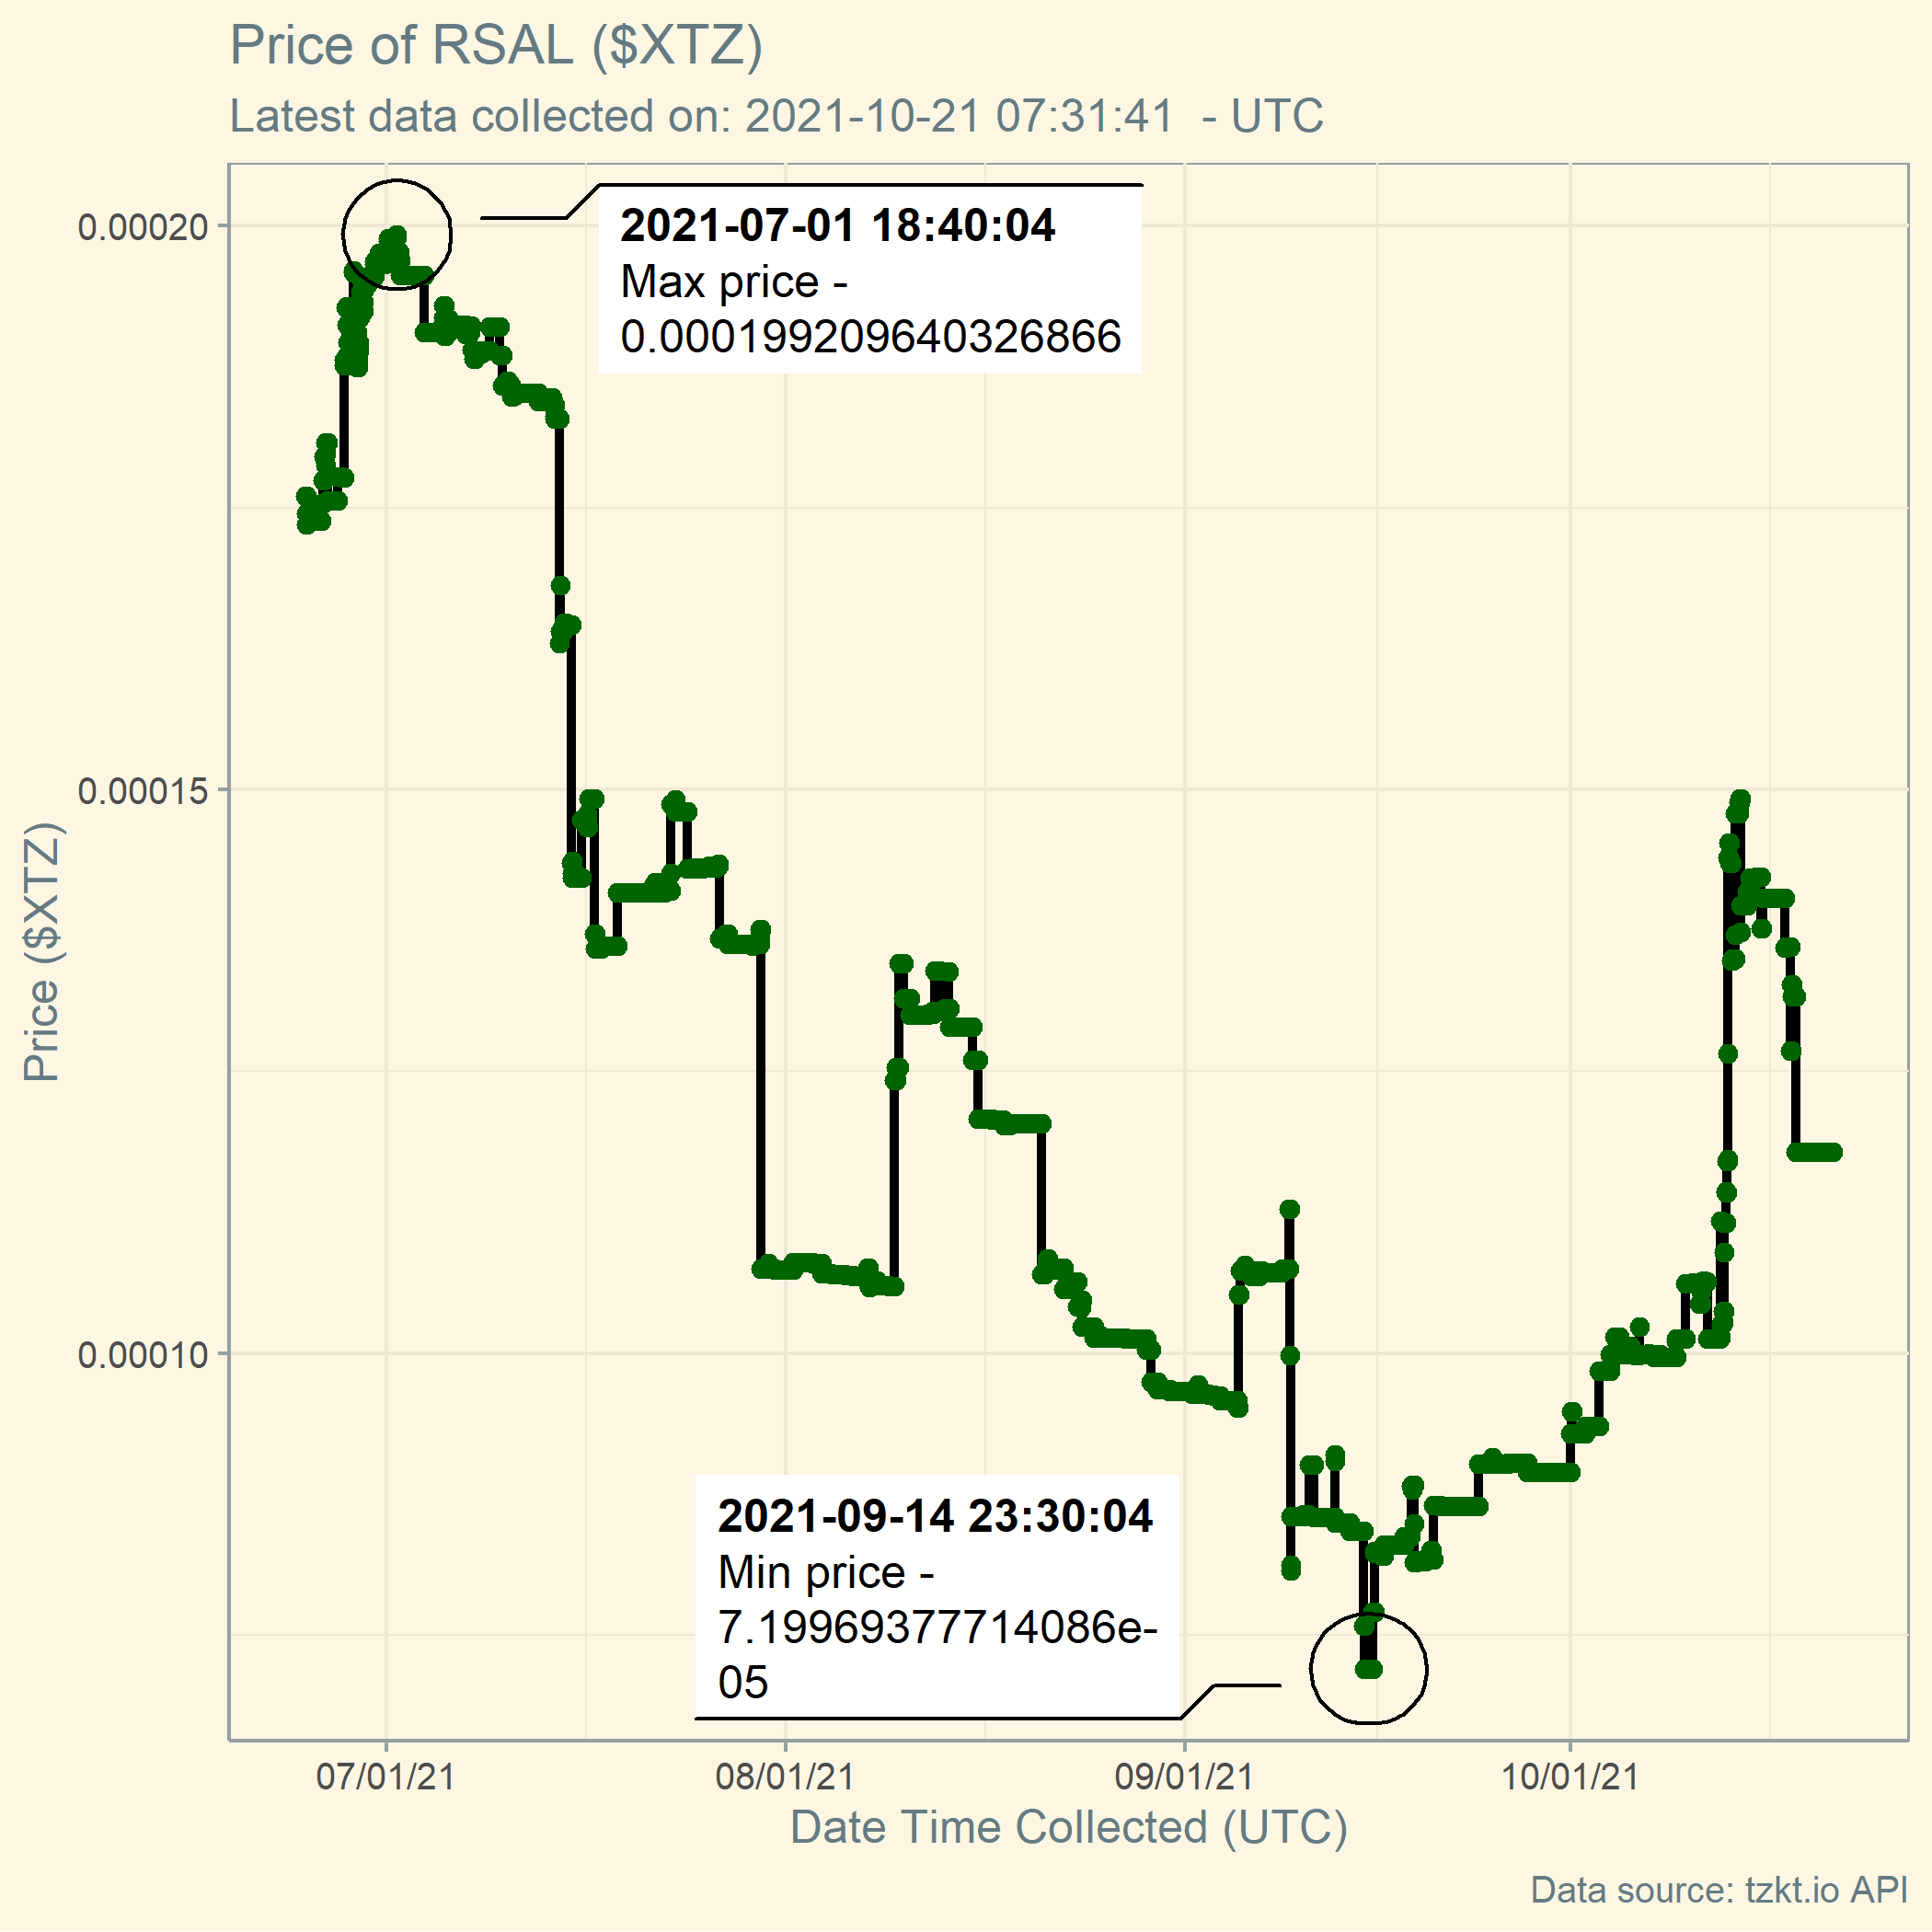 Price of RSAL ($XTZ)
Latest data collected on: 2021-10-21 07:31:41 - UTC
2021-07-01 18:40:04
Max price -
0.000199209640326866
0.00020
0.00015
0.00010
Price ($XTZ)
2021-09-14 23:30:04
Min price -
7.19969377714086e-
05
07/01/21
08/01/21
09/01/21
10/01/21
Date Time Collected (UTC)
Data source: tzkt.io API